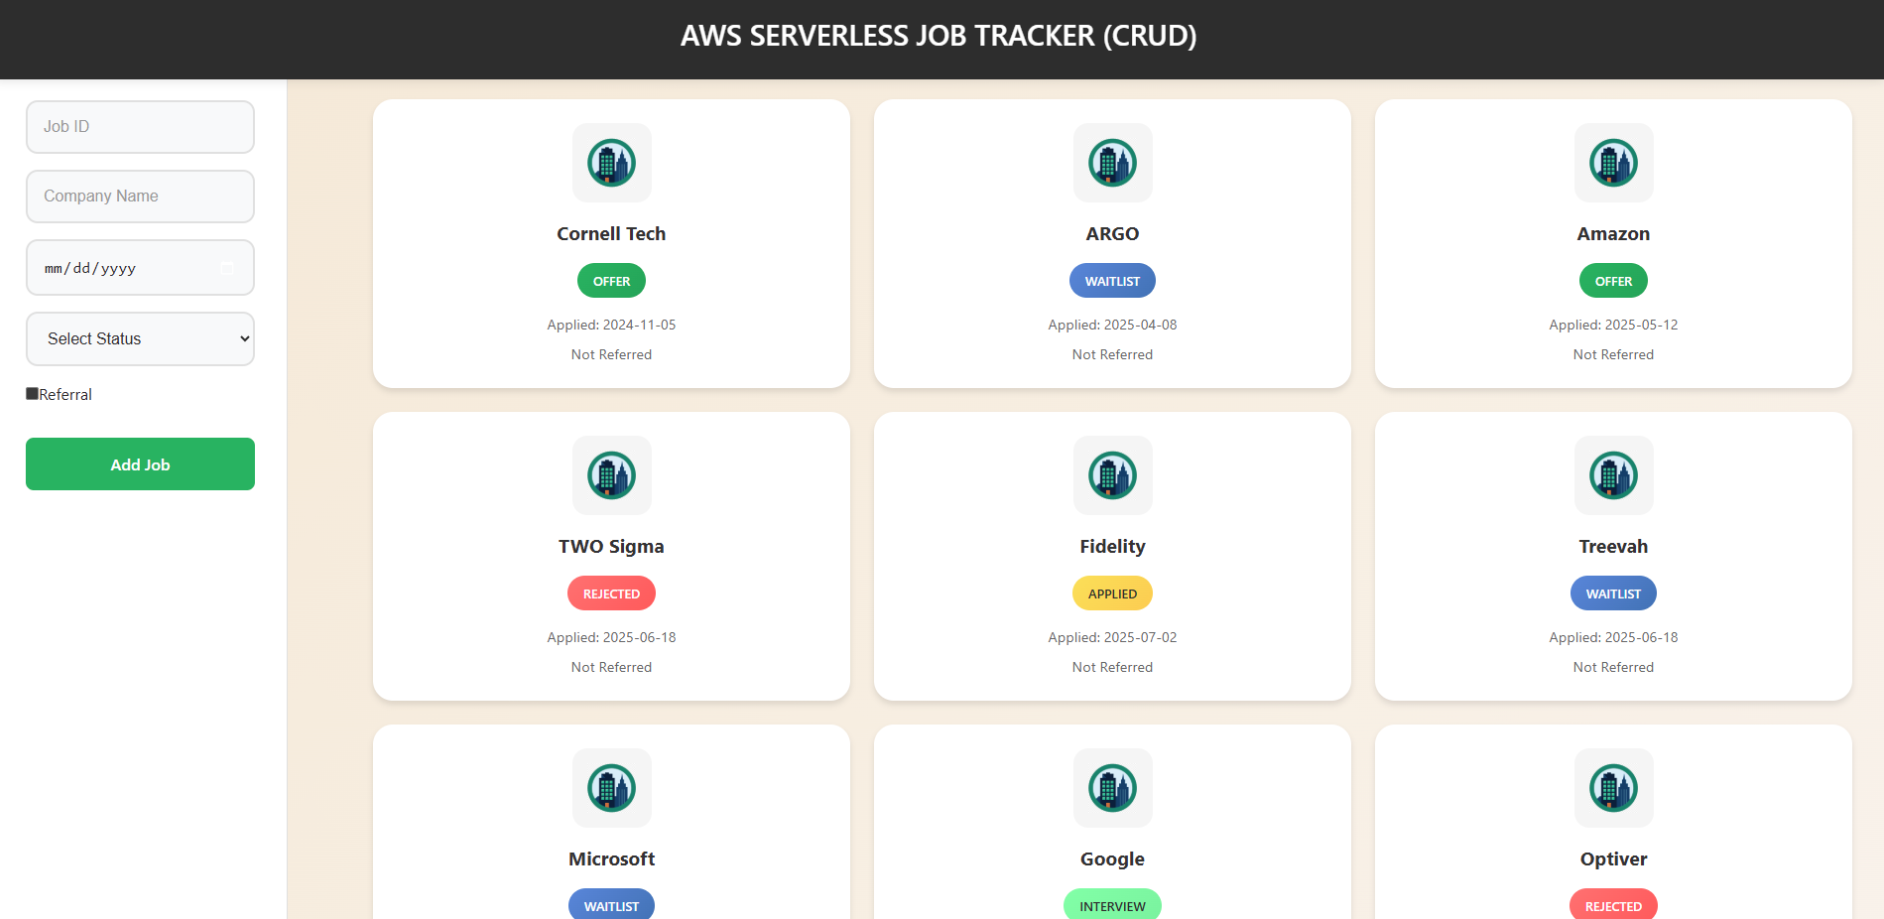 AWS SERVERLESS JOB TRACKER (CRUD)
Job ID
Company Name
mm/dd/yyyy
Select Status
Referral
Add Job
Cornell Tech
OFFER
Applied: 2024-11-05
Not Referred
ARGO
WAITLIST
Applied: 2025-04-08
Not Referred
Amazon
OFFER
Applied: 2025-05-12
Not Referred
TWO Sigma
REJECTED
Applied: 2025-06-18
Not Referred
Fidelity
APPLIED
Applied: 2025-07-02
Not Referred
Treevah
WAITLIST
Applied: 2025-06-18
Not Referred
Microsoft
WAITLIST
Google
INTERVIEW
Optiver
REJECTED